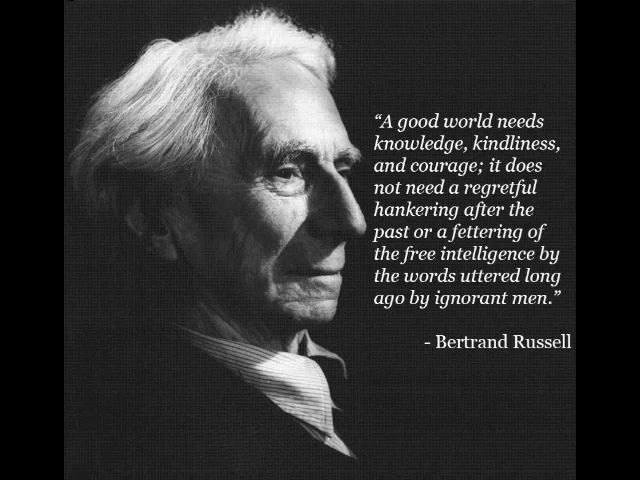 “A good world needs
knowledge, kindliness,
and courage; it does
not need a regretful
hankering after the
past or a fettering of
the free intelligence by
the words uttered long
ago by ignorant men.”
- Bertrand Russell